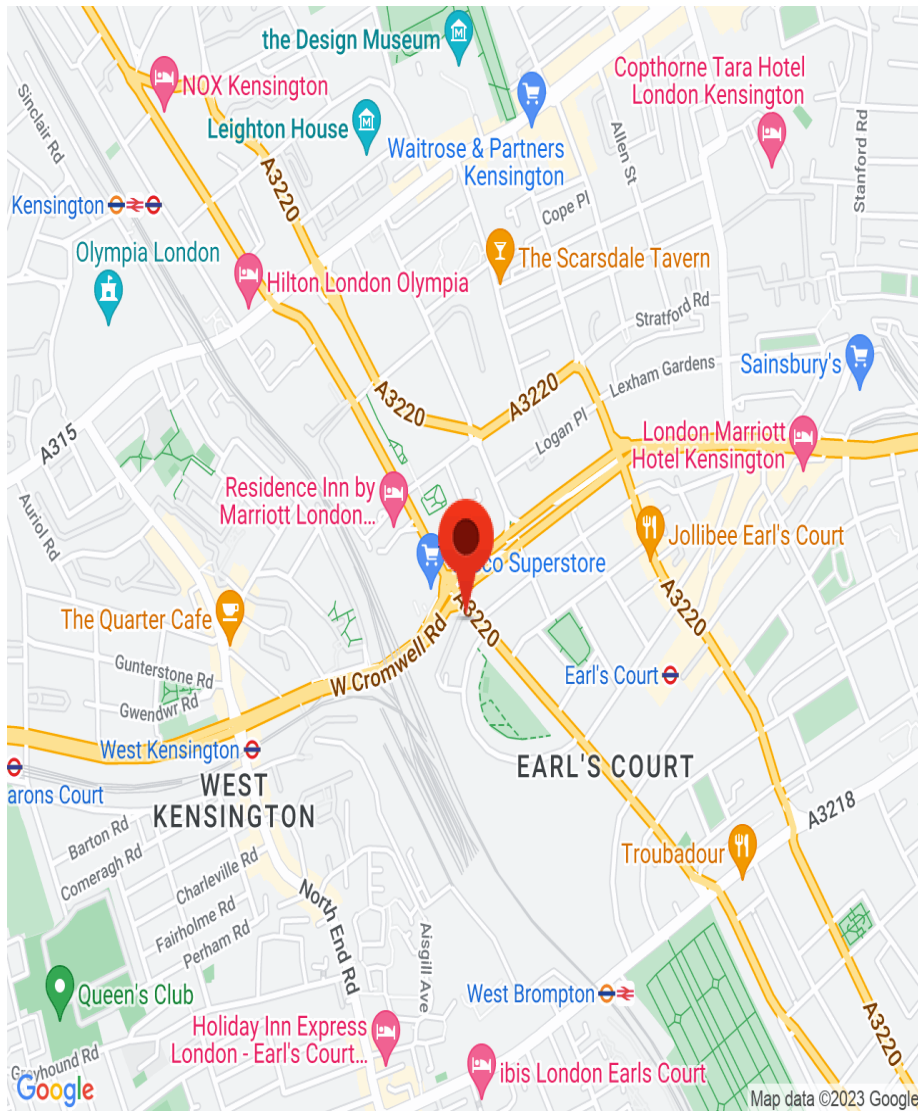 the Design Museum
NOX Kensington
Copthorne Tara Hotel
London Kensington
Leighton House
Waitrose & Partners
Kensington
Sinclair Rd
Allen St
Stanford Rd
A3220
Cope Pl
Kensington
Olympia London
The Scarsdale Tavern
Hilton London Olympia
Stratford Rd
Sainsbury's
Lexham Gardens
A3220
A3220
A315
Logan Pl
London Marriott
Hotel Kensington
Residence Inn by
Marriott London...
Auriol Rd
Jollibee Earl's Court
co Superstore
A3220
A3220
The Quarter Cafe
W Cromwell Rd
Gunterstone Rd
Earl's Court
Gwendwr Rd
West Kensington
EARL'S COURT
arons Court
WEST
KENSINGTON
A3218
Barton Rd
Comeragh Rd
Charleville Rd
Troubadour
North End Rd
Fairholme Rd
Perham Rd
Aisgill Ave
Queen's Club
West Brompton
Holiday Inn Express
London - Earl's Court...
A3220
Greyhound Rd
ibis London Earls Court
Google
Map data ©2023 Google